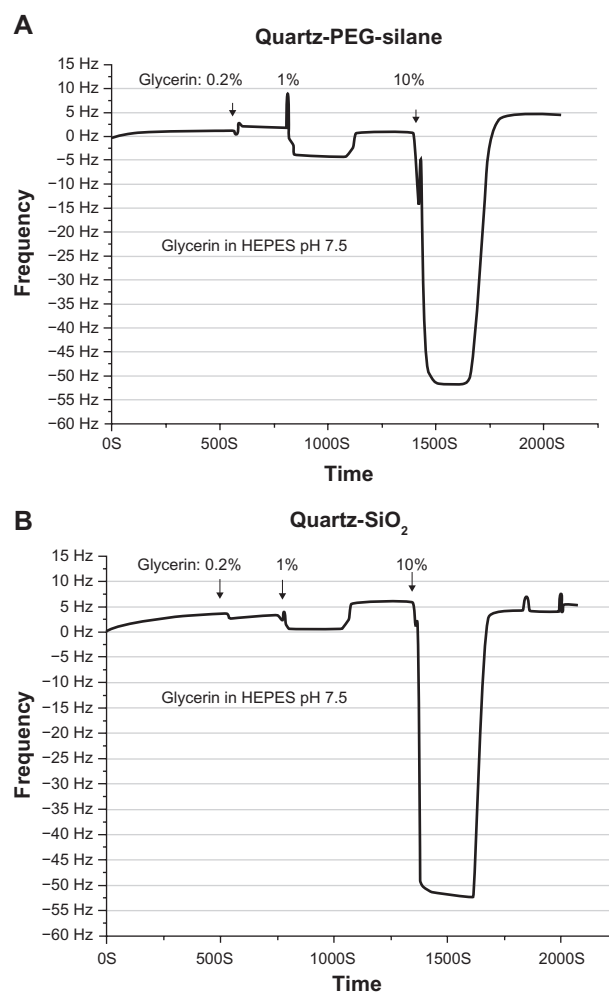 A
Quartz-PEG-silane
Glycerin: 0.2% 1% 10%
15 Hz
10 Hz
5 Hz
0 Hz
−5 Hz
−10 Hz
−15 Hz
−20 Hz
−25 Hz
−30 Hz
−35 Hz
−40 Hz
−45 Hz
−50 Hz
−55 Hz
−60 Hz
Frequency
Glycerin in HEPES pH 7.5
0S 500S 1000S 1500S 2000S
Time
B
Quartz-SiO₂
Glycerin: 0.2% 1% 10%
15 Hz
10 Hz
5 Hz
0 Hz
−5 Hz
−10 Hz
−15 Hz
−20 Hz
−25 Hz
−30 Hz
−35 Hz
−40 Hz
−45 Hz
−50 Hz
−55 Hz
−60 Hz
Frequency
Glycerin in HEPES pH 7.5
0S 500S 1000S 1500S 2000S
Time